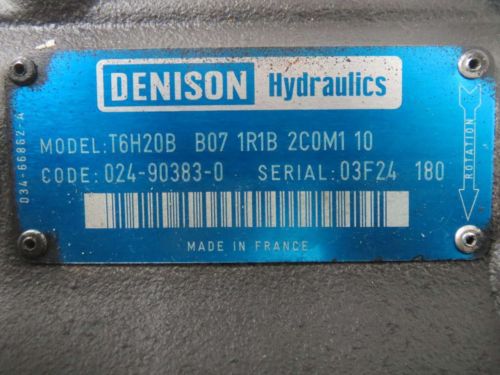 DENISON Hydraulics
MODEL:T6H20B B07 1R1B 2C0M1 10
CODE: 024-90383-0 SERIAL:03F24 180
MADE IN FRANCE
034-66862-A
ROTATION